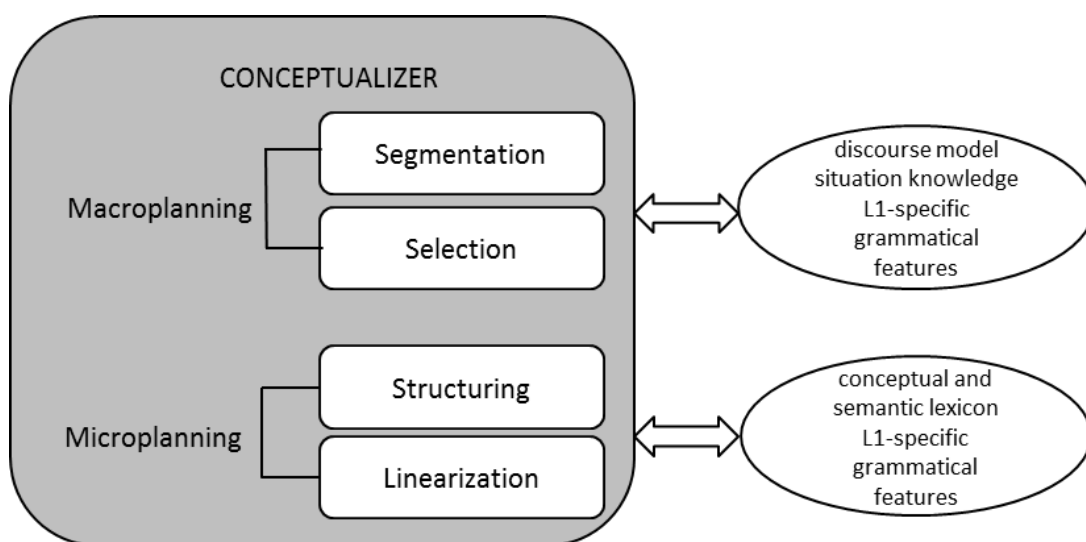 CONCEPTUALIZER
Macroplanning
Segmentation
Selection
discourse model
situation knowledge
L1-specific
grammatical
features
Microplanning
Structuring
Linearization
conceptual and
semantic lexicon
L1-specific
grammatical
features